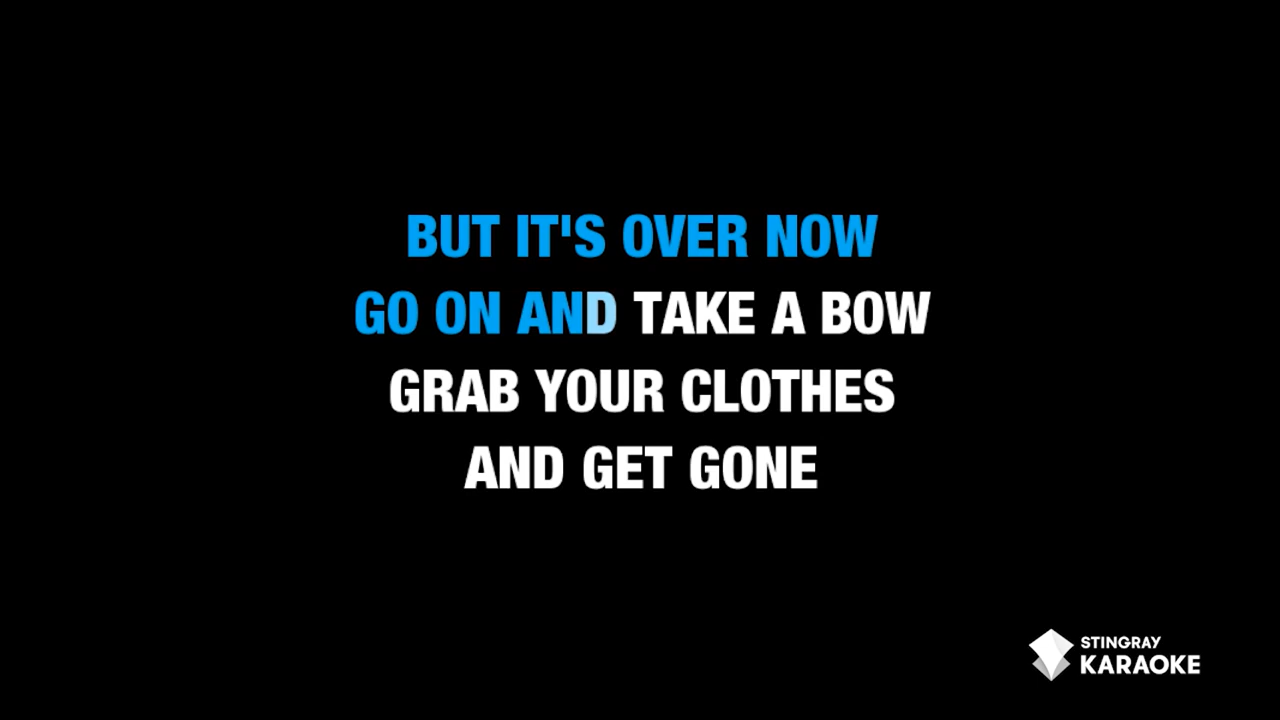 BUT IT'S OVER NOW
GO ON AND TAKE A BOW
GRAB YOUR CLOTHES
AND GET GONE
STINGRAY
KARAOKE